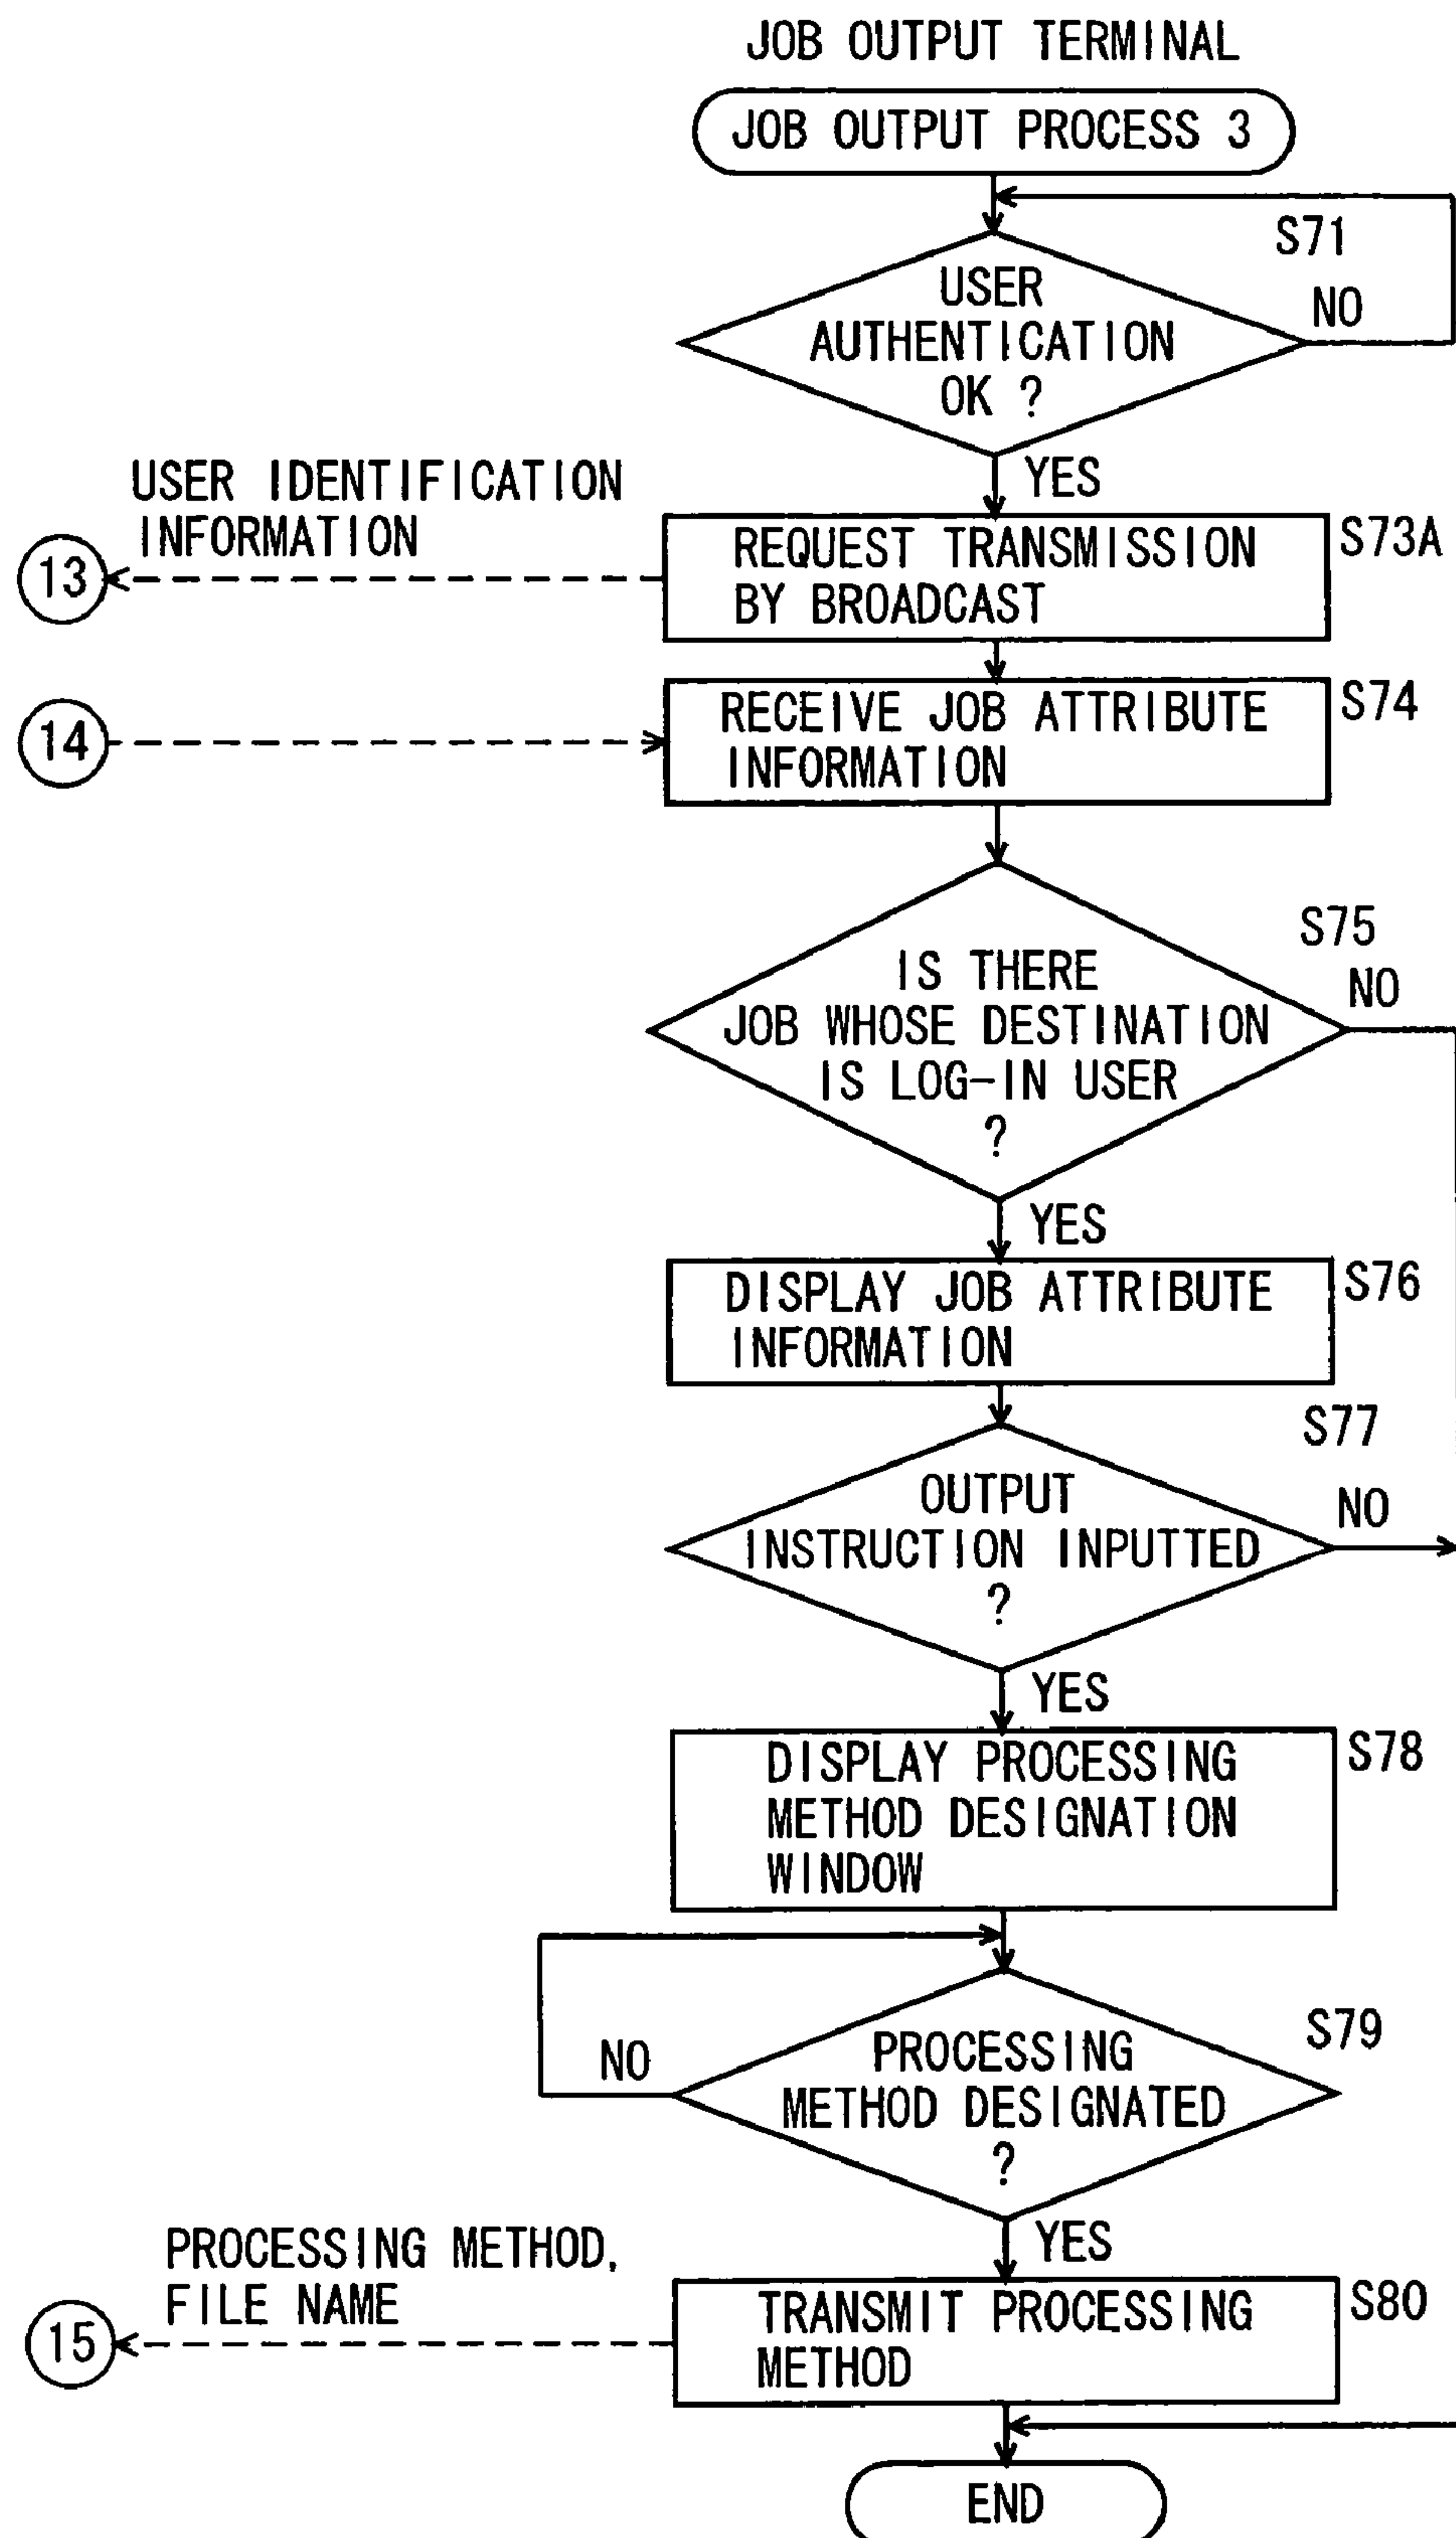 JOB OUTPUT TERMINAL
JOB OUTPUT PROCESS 3
S71
USER
AUTHENTICATION
OK ?
NO
YES
USER IDENTIFICATION
INFORMATION
13
REQUEST TRANSMISSION
BY BROADCAST
S73A
14
RECEIVE JOB ATTRIBUTE
INFORMATION
S74
S75
IS THERE
JOB WHOSE DESTINATION
IS LOG-IN USER
?
NO
YES
DISPLAY JOB ATTRIBUTE
INFORMATION
S76
S77
OUTPUT
INSTRUCTION INPUTTED
?
NO
YES
DISPLAY PROCESSING
METHOD DESIGNATION
WINDOW
S78
S79
PROCESSING
METHOD DESIGNATED
?
NO
YES
PROCESSING METHOD,
FILE NAME
15
TRANSMIT PROCESSING
METHOD
S80
END